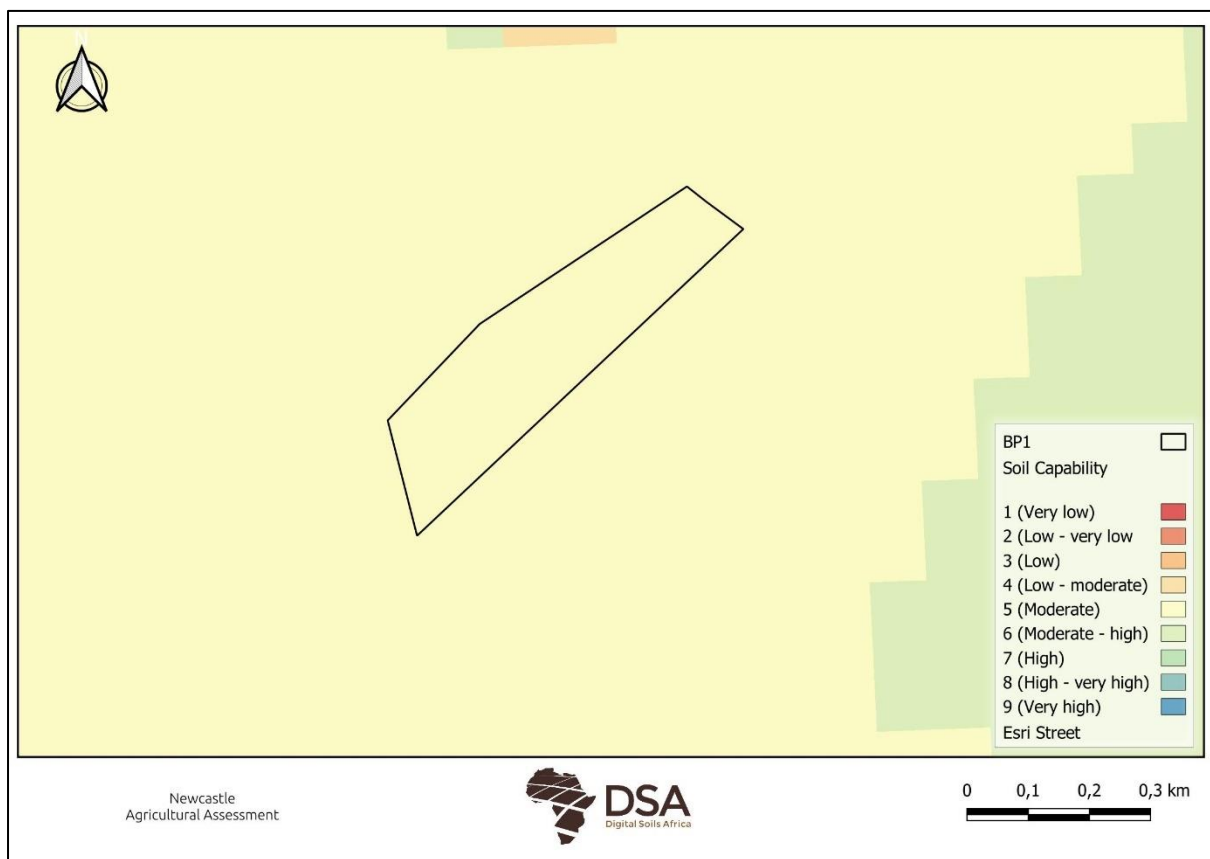 N
BP1
Soil Capability
1 (Very low)
2 (Low - very low
3 (Low)
4 (Low - moderate)
5 (Moderate)
6 (Moderate - high)
7 (High)
8 (High - very high)
9 (Very high)
Esri Street
Newcastle
Agricultural Assessment
DSA
Digital Soils Africa
0 0,1 0,2 0,3 km